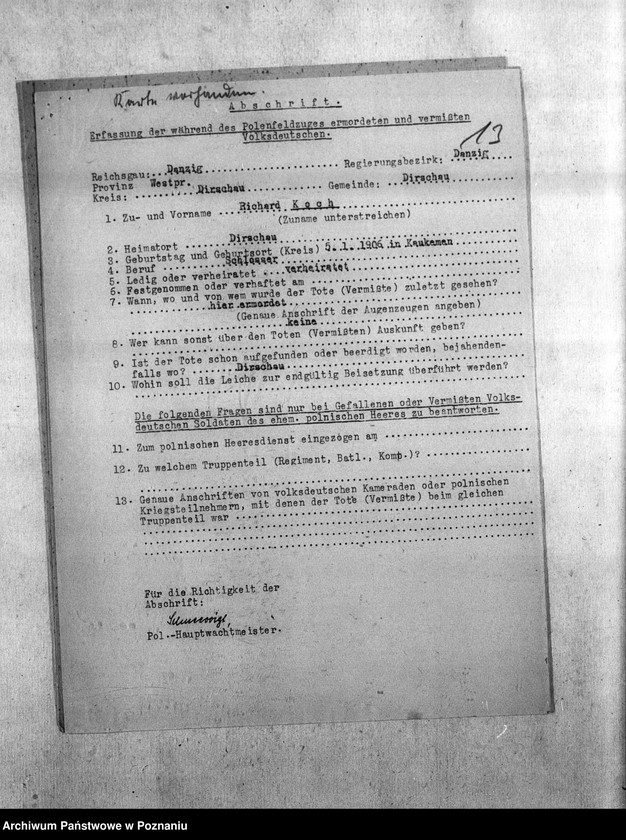 Karte vorhanden.
Abschrift.
Erfassung der während des Polenfeldzuges ermordeten und vermißten
Volksdeutschen.
13
Reichsgau: Danzig Regierungsbezirk: Danzig
Provinz Westpr.
Kreis: Dirschau Gemeinde: Dirschau
1. Zu- und Vorname Richard Koch
(Zuname unterstreichen)
2. Heimatort Dirschau
3. Geburtstag und Geburtsort (Kreis) 5.1.1906 in Kaukamen
4. Beruf Schlosser
5. Ledig oder verheiratet verheiratet
6. Festgenommen oder verhaftet am
7. Wann, wo und von wem wurde der Tote (Vermißte) zuletzt gesehen?
hier ermordet
(Genaue Anschrift der Augenzeugen angeben)
keine
8. Wer kann sonst über den Toten (Vermißten) Auskunft geben?
9. Ist der Tote schon aufgefunden oder beerdigt worden, bejahenden-
falls wo? Dirschau
10. Wohin soll die Leiche zur endgültig Beisetzung überführt werden?
Die folgenden Fragen sind nur bei Gefallenen oder Vermißten Volks-
deutschen Soldaten des ehem. polnischen Heeres zu beantworten.
11. Zum polnischen Heeresdienst eingezogen am
12. Zu welchem Truppenteil (Regiment, Batl., Komp.)?
13. Genaue Anschriften von volksdeutschen Kameraden oder polnischen
Kriegsteilnehmern, mit denen der Tote (Vermißte) beim gleichen
Truppenteil war
Für die Richtigkeit der
Abschrift:
Pol.-Hauptwachtmeister.
Archiwum Państwowe w Poznaniu